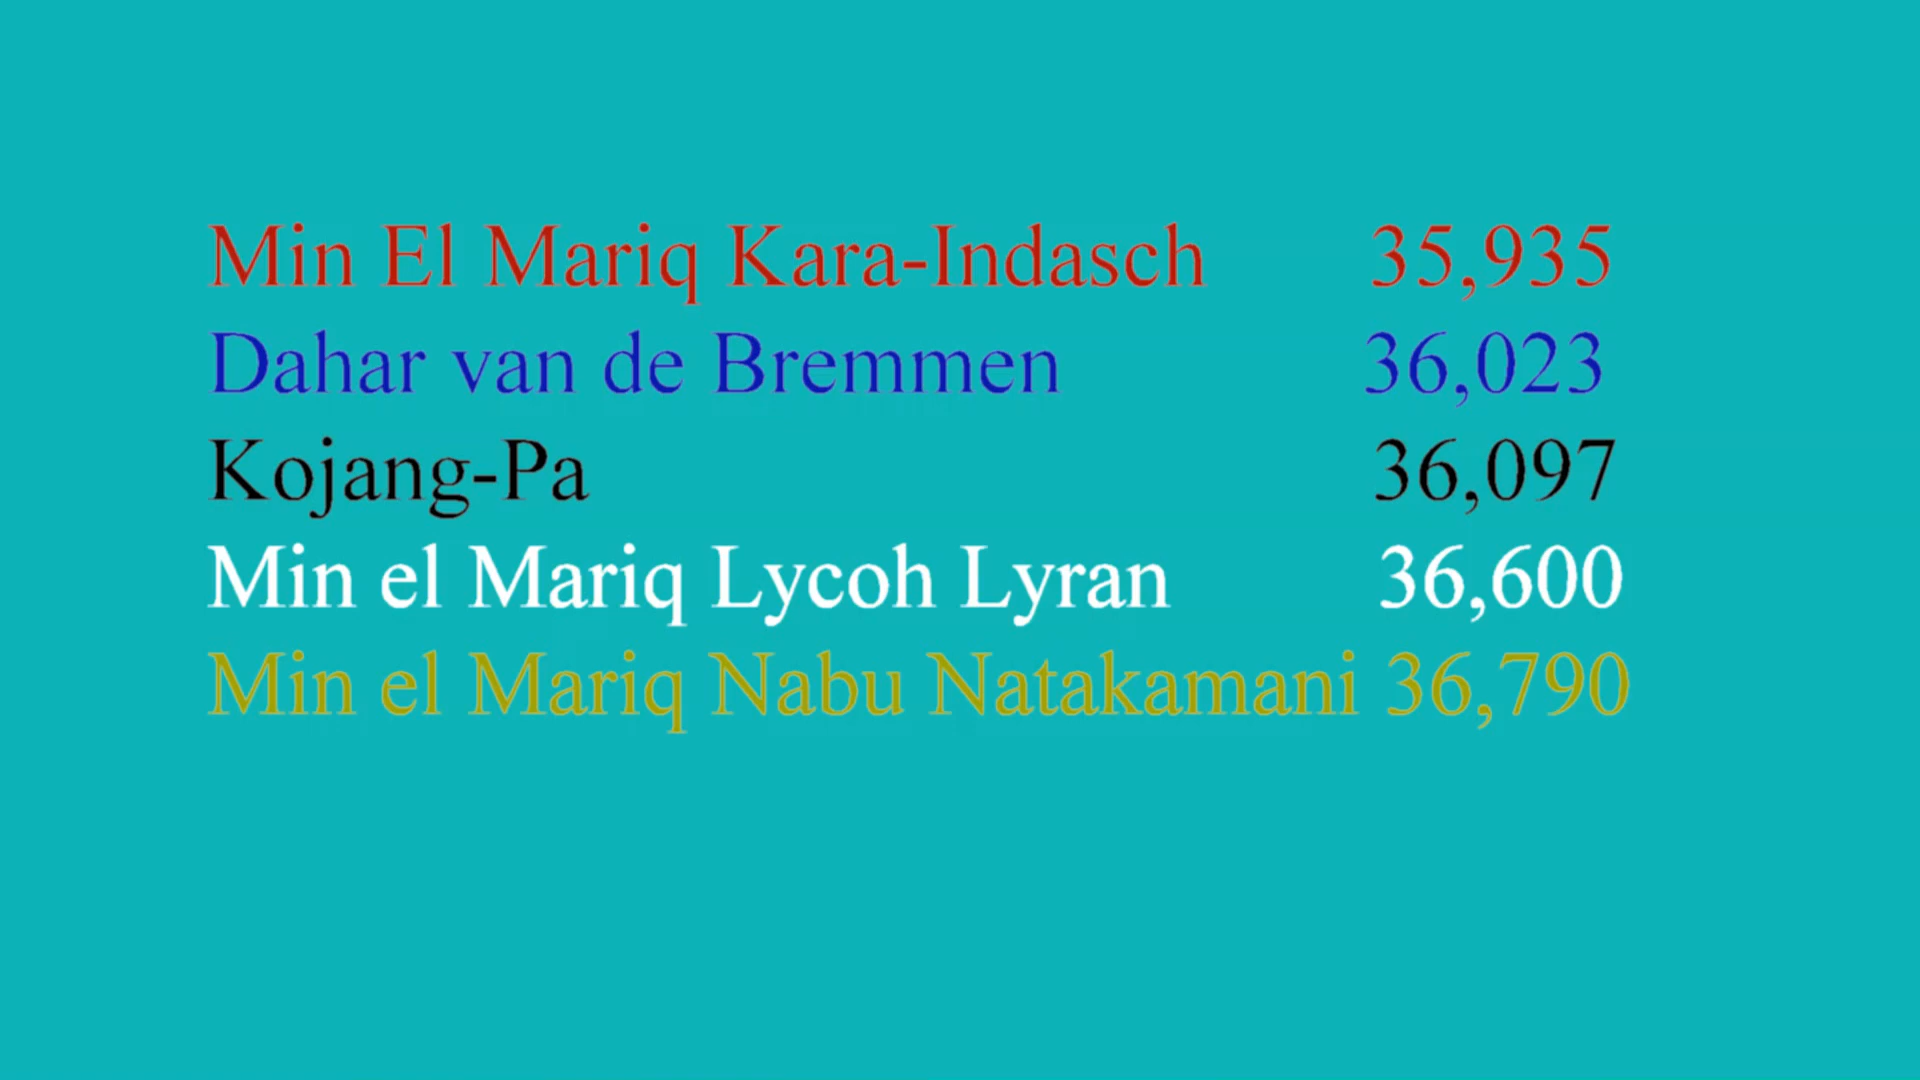 Min El Mariq Kara-Indasch 35,935
Dahar van de Bremmen 36,023
Kojang-Pa 36,097
Min el Mariq Lycoh Lyran 36,600
Min el Mariq Nabu Natakamani 36,790